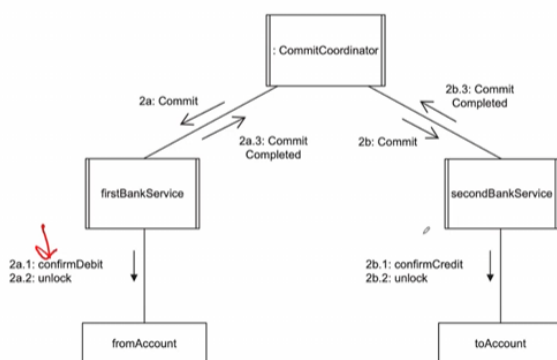 : CommitCoordinator
2a: Commit
2b.3: Commit
Completed
2a.3: Commit
Completed
2b: Commit
firstBankService
secondBankService
2a.1: confirmDebit
2a.2: unlock
2b.1: confirmCredit
2b.2: unlock
fromAccount
toAccount